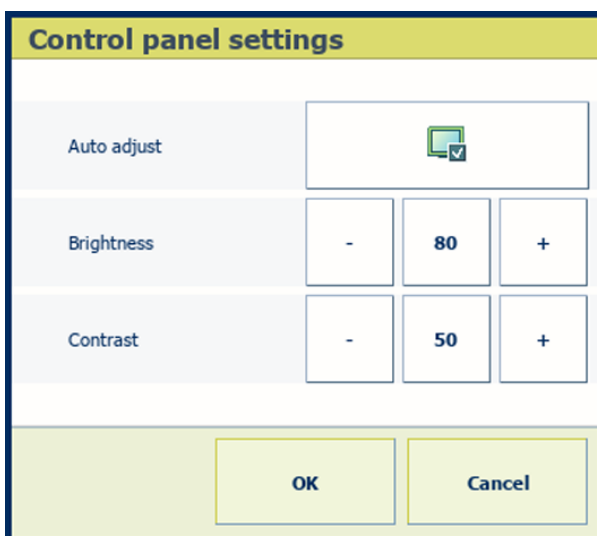 Control panel settings
Auto adjust
Brightness - 80 +
Contrast - 50 +
OK Cancel